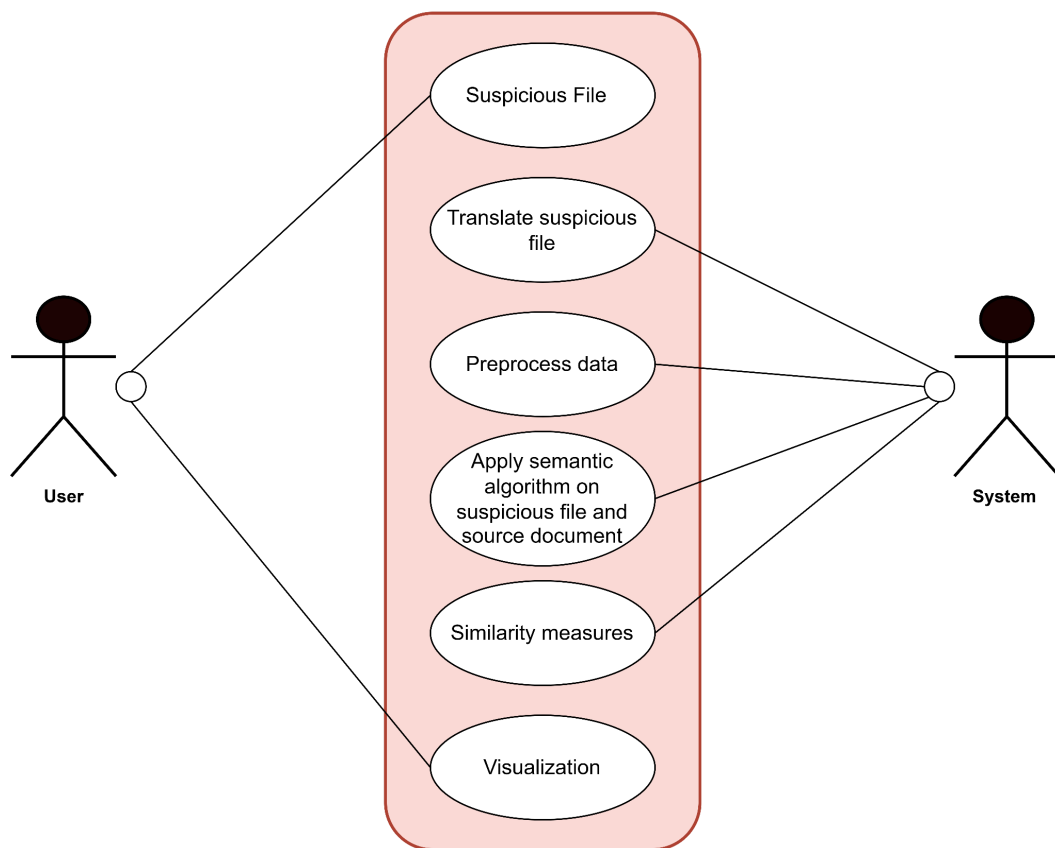 Suspicious File
Translate suspicious
file
Preprocess data
Apply semantic
algorithm on
suspicious file and
source document
User
System
Similarity measures
Visualization